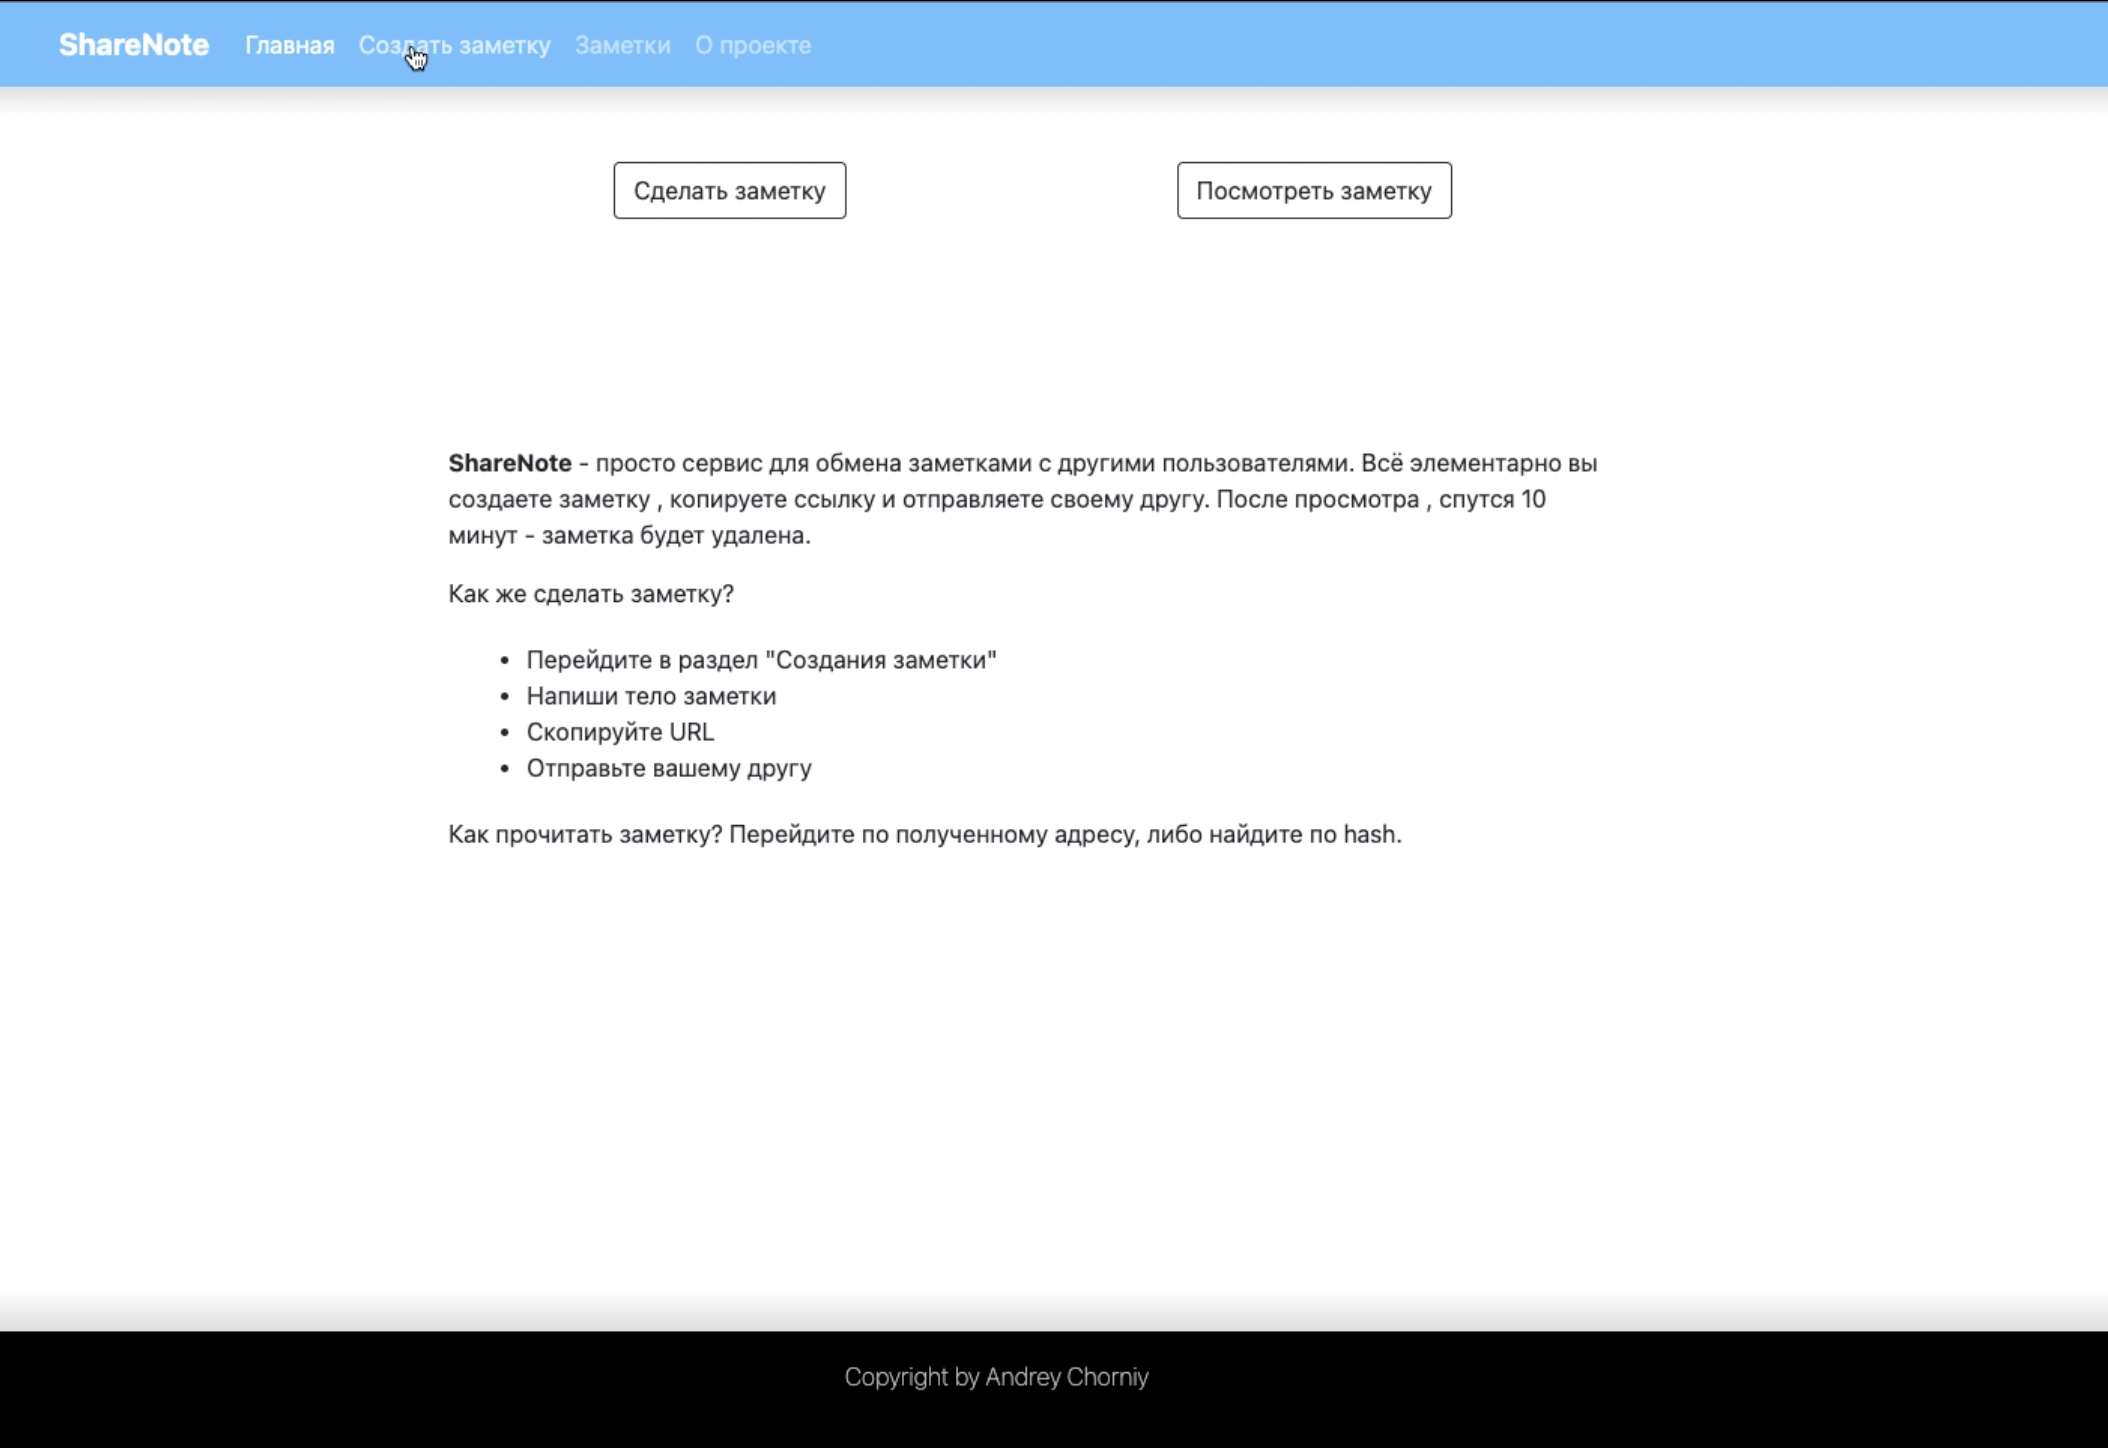 ShareNote Главная Создать заметку Заметки О проекте
Сделать заметку Посмотреть заметку
ShareNote - просто сервис для обмена заметками с другими пользователями. Всё элементарно вы
создаете заметку , копируете ссылку и отправляете своему другу. После просмотра , спутся 10
минут - заметка будет удалена.
Как же сделать заметку?
• Перейдите в раздел "Создания заметки"
• Напиши тело заметки
• Скопируйте URL
• Отправьте вашему другу
Как прочитать заметку? Перейдите по полученному адресу, либо найдите по hash.
Copyright by Andrey Chorniy